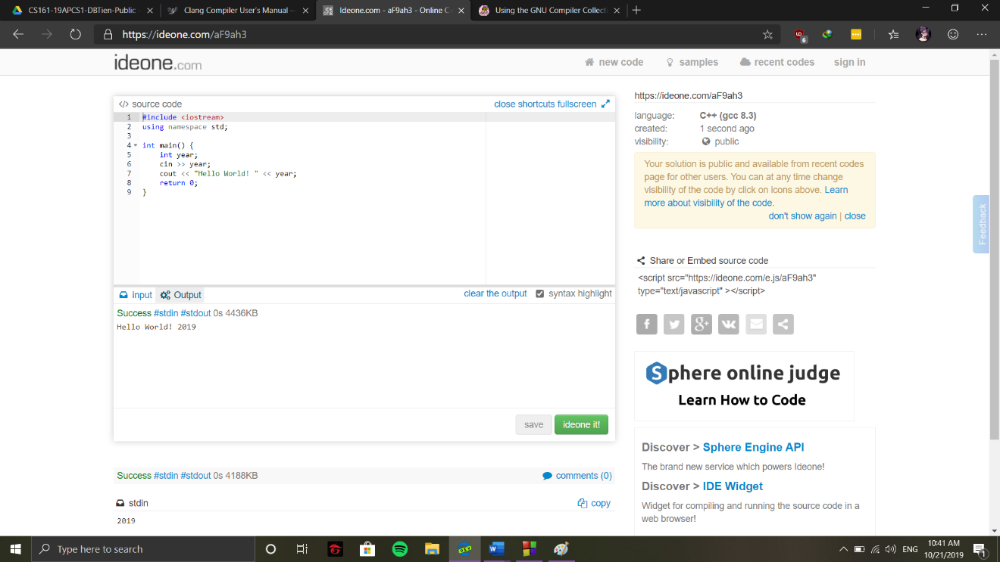 CS161-19APCS1-DBTien-Public -
Clang Compiler User's Manual —
Ideone.com - aF9ah3 - Online C+
Using the GNU Compiler Collecti
https://ideone.com/aF9ah3
6
ideone.com
new code
samples
recent codes
sign in
</> source code
close shortcuts fullscreen
1 #include <iostream>
2 using namespace std;
3
4 int main() {
5 int year;
6 cin >> year;
7 cout << "Hello World! " << year;
8 return 0;
9 }
input
Output
clear the output
syntax highlight
Success #stdin #stdout 0s 4436KB
Hello World! 2019
save
ideone it!
Success #stdin #stdout 0s 4188KB
comments (0)
stdin
copy
2019
https://ideone.com/aF9ah3
language: C++ (gcc 8.3)
created: 1 second ago
visibility: public
Your solution is public and available from recent codes
page for other users. You can at any time change
visibility of the code by click on icons above. Learn
more about visibility of the code.
don't show again | close
Feedback
Share or Embed source code
<script src="https://ideone.com/e.js/aF9ah3"
type="text/javascript" ></script>
Sphere online judge
Learn How to Code
Discover > Sphere Engine API
The brand new service which powers Ideone!
Discover > IDE Widget
Widget for compiling and running the source code in a
web browser!
Type here to search
DEV
ENG
10:41 AM
10/21/2019
1